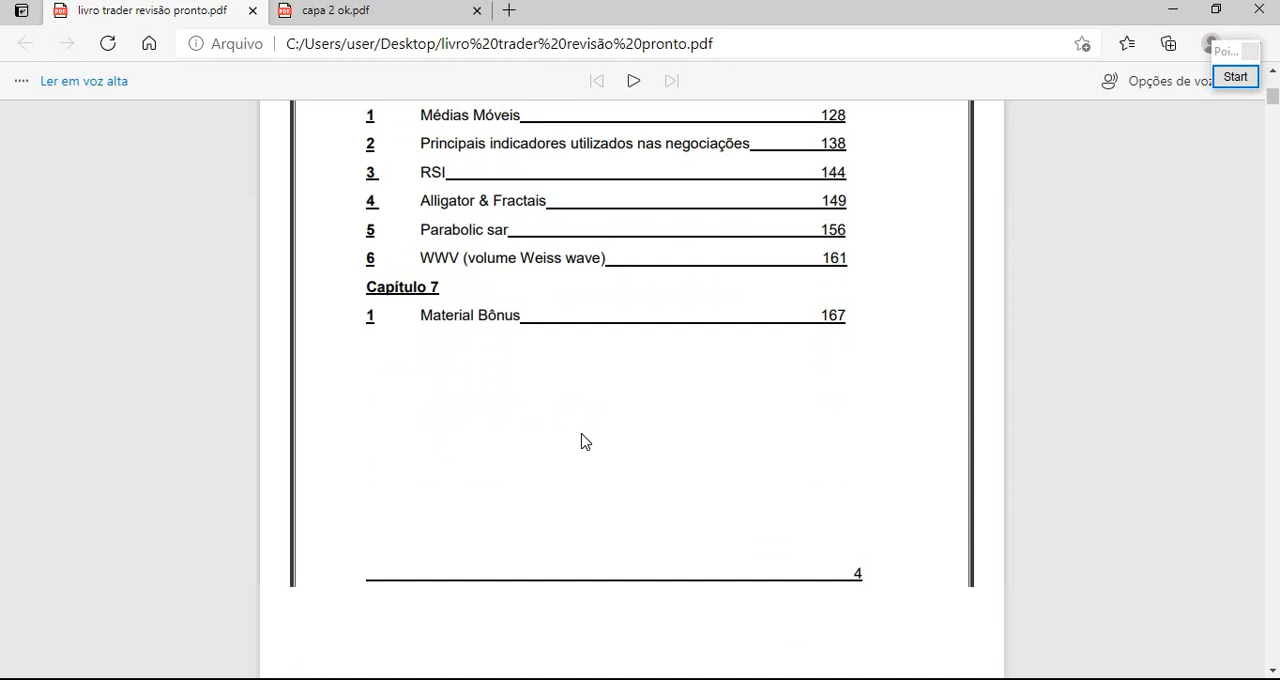 livro trader revisão pronto.pdf
capa 2 ok.pdf
Arquivo
C:/Users/user/Desktop/livro%20trader%20revisão%20pronto.pdf
Poi...
Ler em voz alta
Opções de voz
Start
1 Médias Móveis 128
2 Principais indicadores utilizados nas negociações 138
3 RSI 144
4 Alligator & Fractais 149
5 Parabolic sar 156
6 WWV (volume Weiss wave) 161
Capítulo 7
1 Material Bônus 167
4